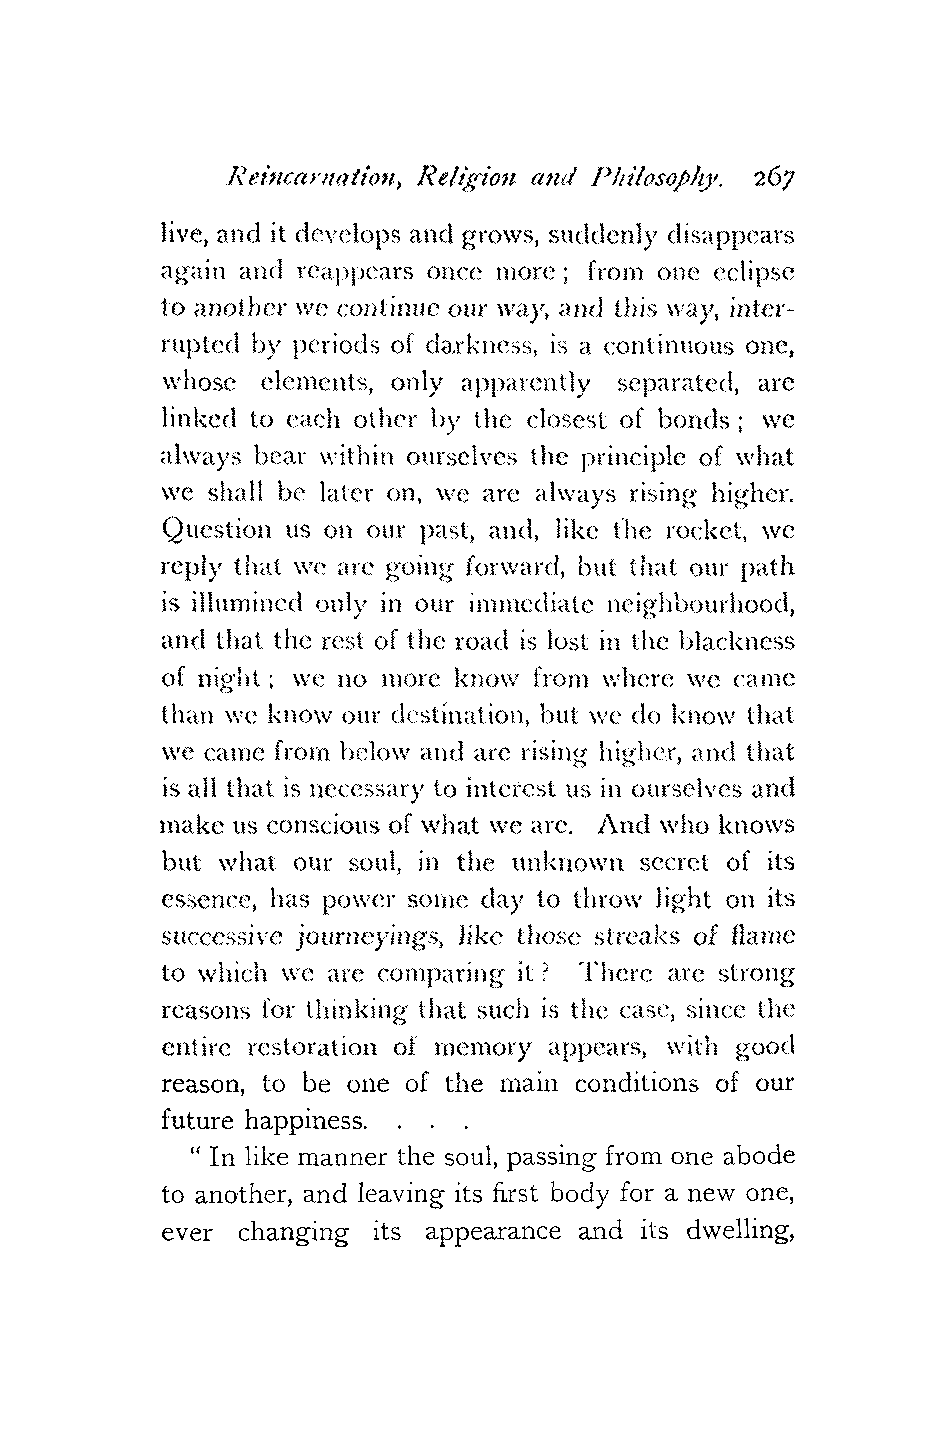 Reincarnation, Religion and Philosophy. 267
live, and it develops and grows, suddenly disappears
again and reappears once more ; from one eclipse
to another we continue our way, and this way, inter-
rupted by periods of darkness, is a continuous one,
whose elements, only apparently separated, are
linked to each other by the closest of bonds ; we
always bear within ourselves the principle of what
we shall be later on, we are always rising higher.
Question us on our past, and, like the rocket, we
reply that we are going forward, but that our path
is illumined only in our immediate neighbourhood,
and that the rest of the road is lost in the blackness
of night ; we no more know from where we came
than we know our destination, but we do know that
we came from below and are rising higher, and that
is all that is necessary to interest us in ourselves and
make us conscious of what we are. And who knows
but what our soul, in the unknown secret of its
essence, has power some day to throw light on its
successive journeyings, like those streaks of flame
to which we are comparing it ? There are strong
reasons for thinking that such is the case, since the
entire restoration of memory appears, with good
reason, to be one of the main conditions of our
future happiness. . . .
“ In like manner the soul, passing from one abode
to another, and leaving its first body for a new one,
ever changing its appearance and its dwelling,